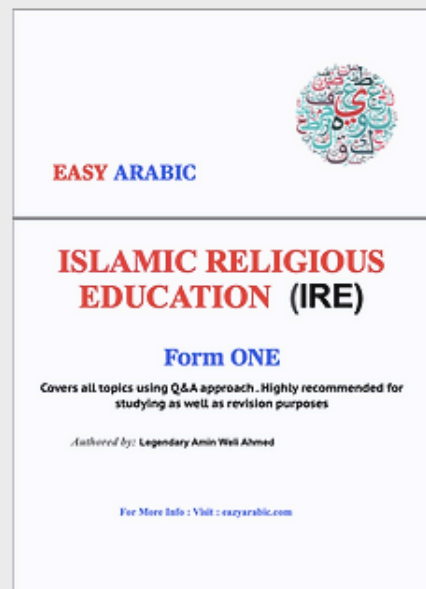 EASY ARABIC
ISLAMIC RELIGIOUS
EDUCATION (IRE)
Form ONE
Covers all topics using Q&A approach. Highly recommended for
studying as well as revision purposes
Authored by: Legendary Amin Weli Ahmed
For More Info : Visit : eazyarabic.com